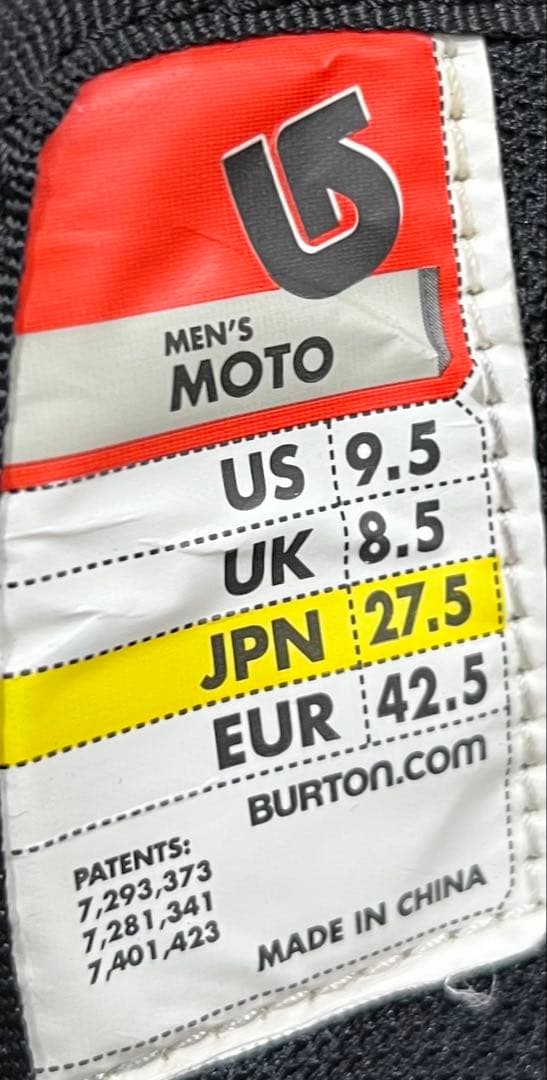 MEN'S
MOTO
US 9.5
UK 8.5
JPN 27.5
EUR 42.5
BURTON.COM
PATENTS:
7,293,373
7,281,341
7,401,423
MADE IN CHINA